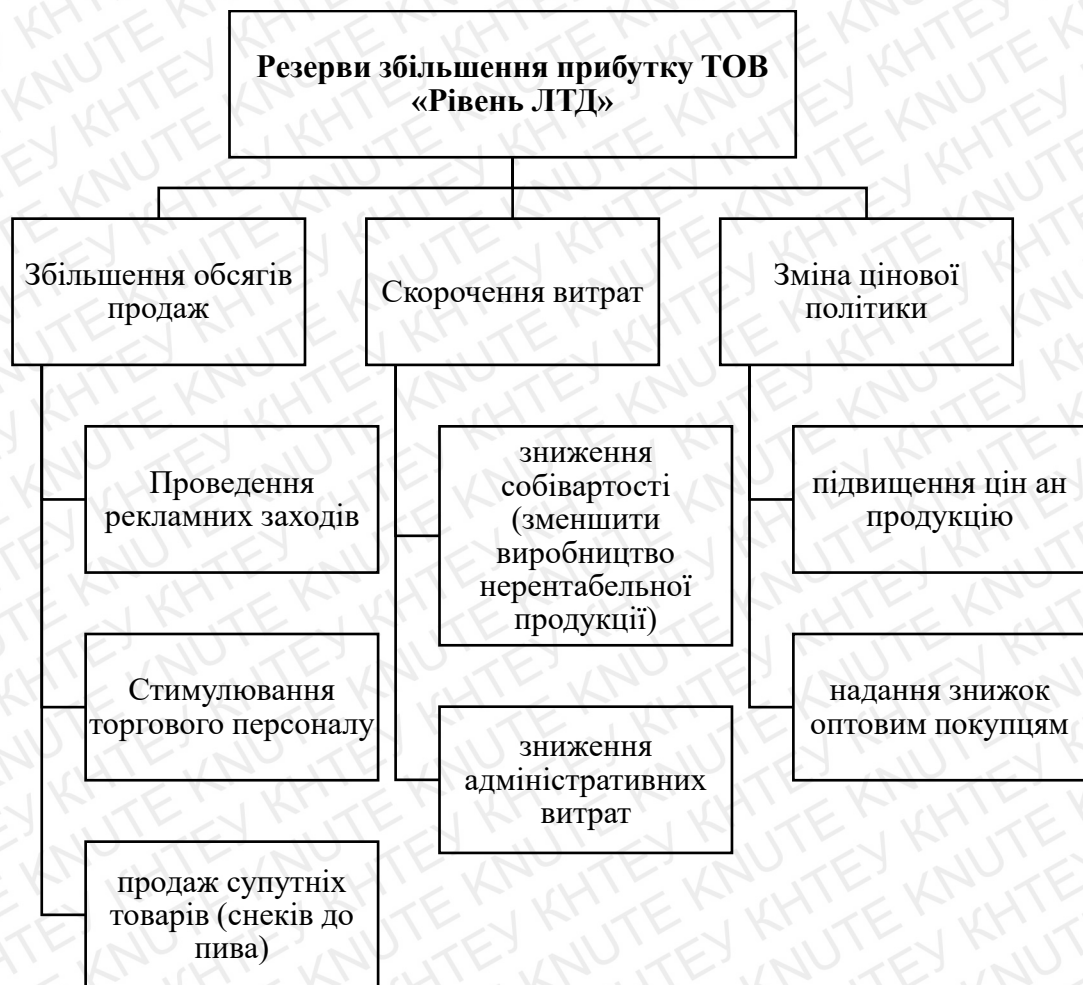 Резерви збільшення прибутку ТОВ
«Рівень ЛТД»
Збільшення обсягів
продаж
Скорочення витрат
Зміна цінової
політики
Проведення
рекламних заходів
Стимулювання
торгового персоналу
продаж супутніх
товарів (снеків до
пива)
зниження
собівартості
(зменшити
виробництво
нерентабельної
продукції)
зниження
адміністративних
витрат
підвищення цін ан
продукцію
надання знижок
оптовим покупцям